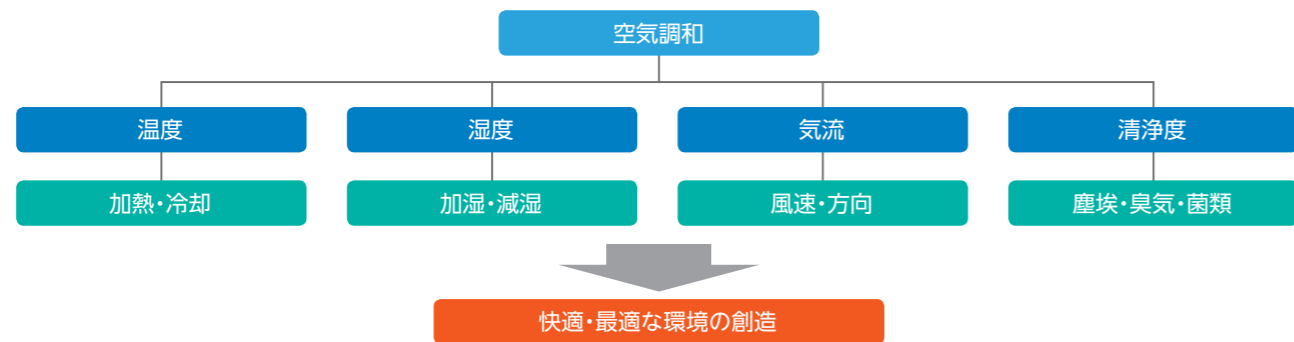 空気調和
温度
湿度
気流
清浄度
加熱・冷却
加湿・減湿
風速・方向
塵埃・臭気・菌類
快適・最適な環境の創造